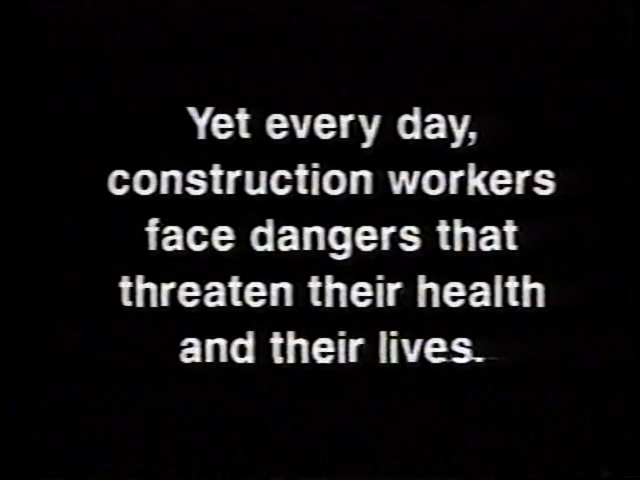 Yet every day,
construction workers
face dangers that
threaten their health
and their lives.